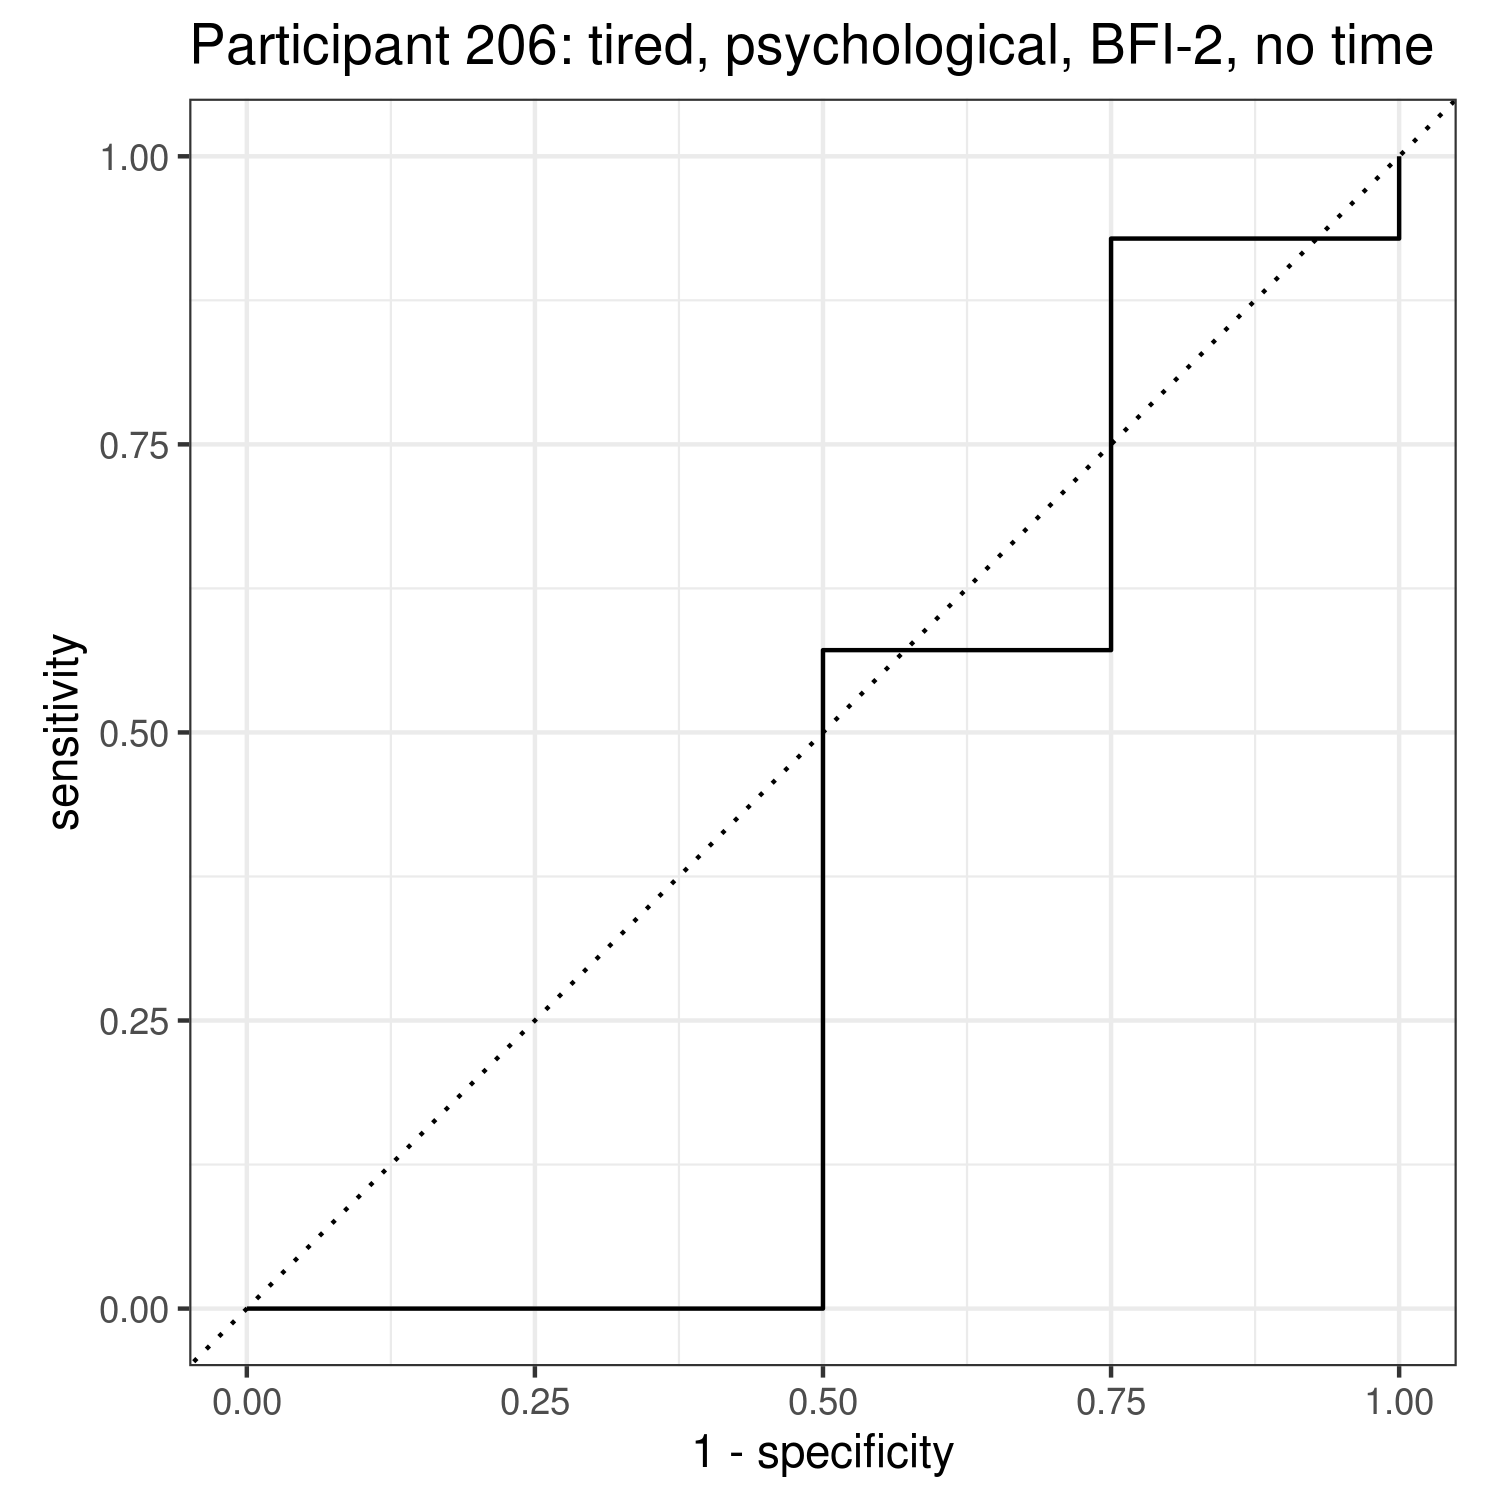 Participant 206: tired, psychological, BFI-2, no time
1.00
0.75
0.50
0.25
0.00
sensitivity
0.00 0.25 0.50 0.75 1.00
1 - specificity